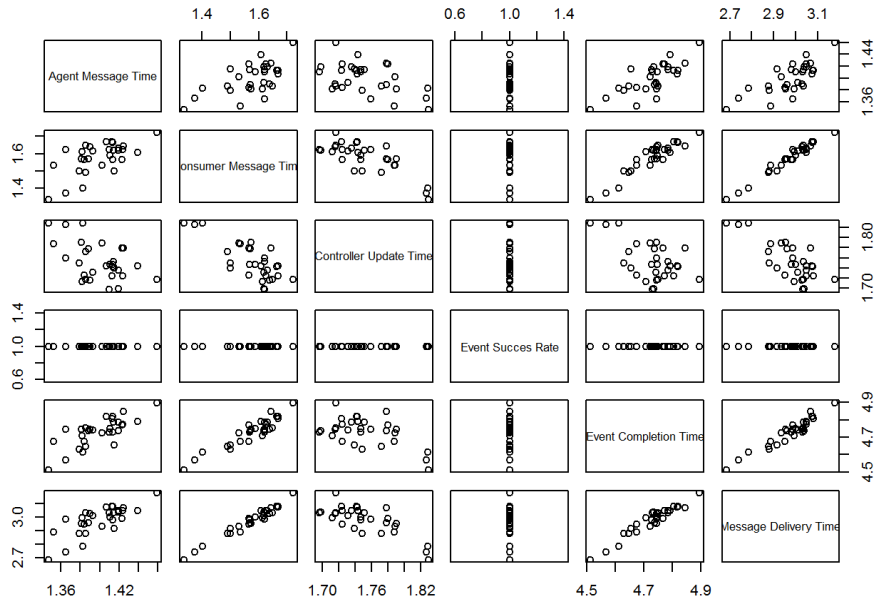 1.4 1.6 0.6 1.0 1.4 2.7 2.9 3.1
Agent Message Time 1.36 1.44
1.4 1.6 onsumer Message Tim
Controller Update Time 1.70 1.80
0.6 1.0 1.4 Event Succes Rate
Event Completion Time 4.5 4.7 4.9
2.7 3.0 Message Delivery Time
1.36 1.42 1.70 1.76 1.82 4.5 4.7 4.9